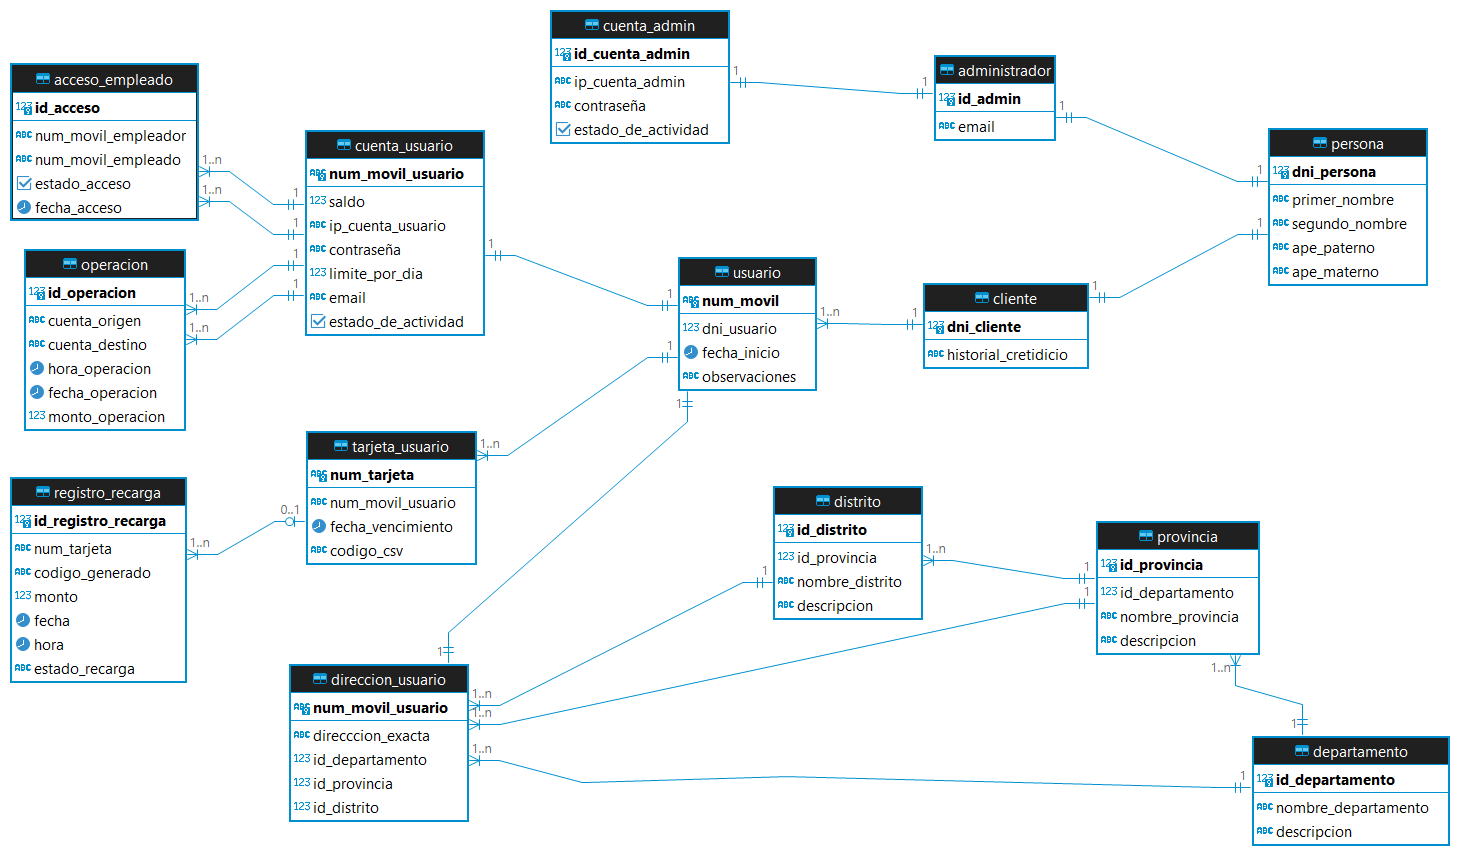 cuenta_admin
id_cuenta_admin
ip_cuenta_admin
contraseña
estado_de_actividad
administrador
id_admin
email
persona
dni_persona
primer_nombre
segundo_nombre
ape_paterno
ape_materno
acceso_empleado
id_acceso
num_movil_empleador
num_movil_empleado
estado_acceso
fecha_acceso
cuenta_usuario
num_movil_usuario
saldo
ip_cuenta_usuario
contraseña
limite_por_dia
email
estado_de_actividad
operacion
id_operacion
cuenta_origen
cuenta_destino
hora_operacion
fecha_operacion
monto_operacion
usuario
num_movil
dni_usuario
fecha_inicio
observaciones
cliente
dni_cliente
historial_cretidicio
tarjeta_usuario
num_tarjeta
num_movil_usuario
fecha_vencimiento
codigo_csv
registro_recarga
id_registro_recarga
num_tarjeta
codigo_generado
monto
fecha
hora
estado_recarga
distrito
id_distrito
id_provincia
nombre_distrito
descripcion
provincia
id_provincia
id_departamento
nombre_provincia
descripcion
direccion_usuario
num_movil_usuario
direcccion_exacta
id_departamento
id_provincia
id_distrito
departamento
id_departamento
nombre_departamento
descripcion
1
1
1
1
1
1
1..n
1
1..n
1
1..n
1
1..n
1
1
1
1..n
1
1..n
1
1..n
0..1
1
1
1..n
1
1..n
1
1..n
1
1..n
1
1..n
1